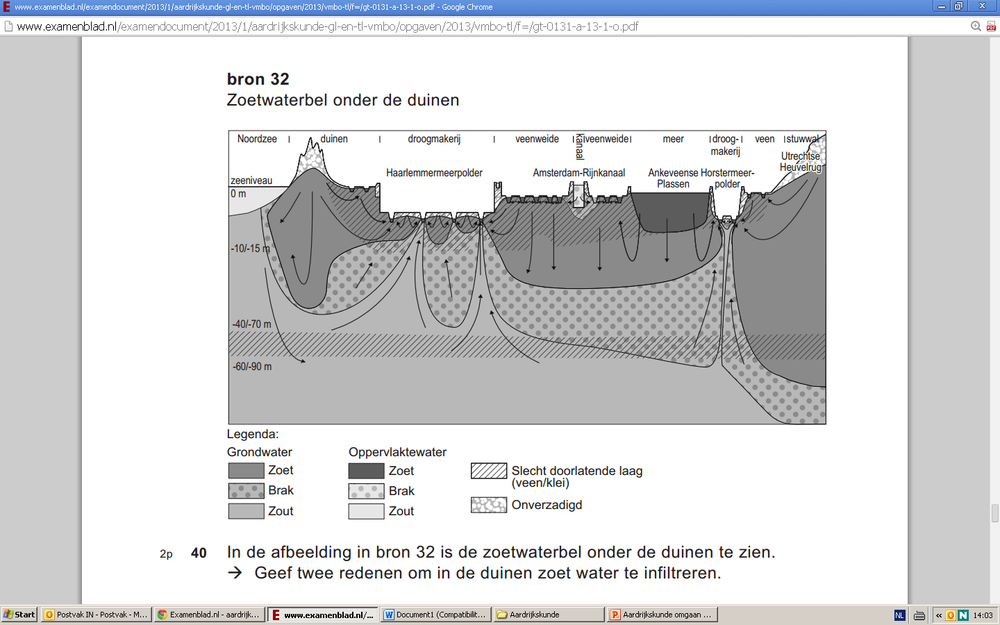 www.examenblad.nl/examendocument/2013/1/aardrijkskunde-gl-en-tl-vmbo/opgaven/2013/vmbo-tl/f=/gt-0131-a-13-1-o.pdf - Google Chrome
www.examenblad.nl/examendocument/2013/1/aardrijkskunde-gl-en-tl-vmbo/opgaven/2013/vmbo-tl/f=/gt-0131-a-13-1-o.pdf
bron 32
Zoetwaterbel onder de duinen
Noordzee | duinen | droogmakerij | veenweide | kanaal | veenweide | meer | droog-makerij | veen | stuwwal
Utrechtse Heuvelrug
Haarlemmermeerpolder
Amsterdam-Rijnkanaal
Ankeveense Plassen
Horstermeer-polder
zeeniveau
0 m
-10/-15 m
-40/-70 m
-60/-90 m
Legenda:
Grondwater
Zoet
Brak
Zout
Oppervlaktewater
Zoet
Brak
Zout
Slecht doorlatende laag
(veen/klei)
Onverzadigd
2p 40 In de afbeelding in bron 32 is de zoetwaterbel onder de duinen te zien.
→ Geef twee redenen om in de duinen zoet water te infiltreren.
Start
Postvak IN - Postvak - M...
Examenblad.nl - aardrijk...
www.examenblad.nl/...
Document1 (Compatibilit...
Aardrijkskunde
Aardrijkskunde omgaan ...
NL
14:03